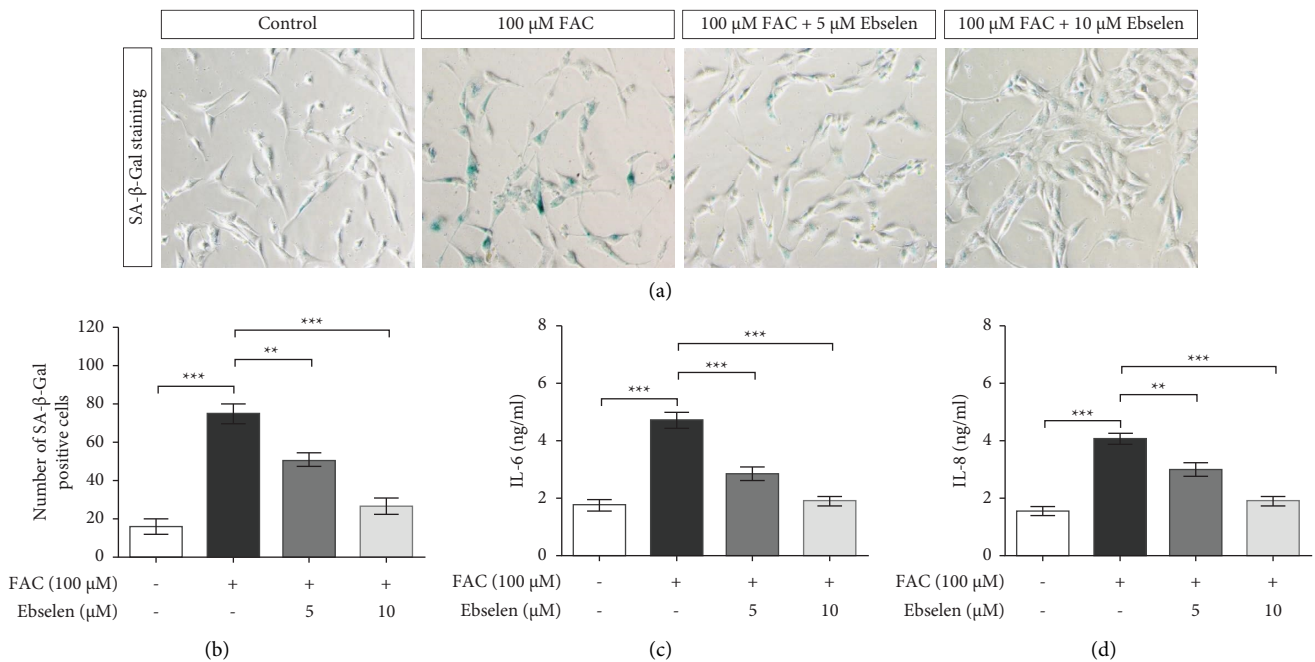 Control
100 μM FAC
100 μM FAC + 5 μM Ebselen
100 μM FAC + 10 μM Ebselen
SA-β-Gal staining
(a)
Number of SA-β-Gal
positive cells
120
100
80
60
40
20
0
***
**
***
FAC (100 μM)
- + + +
Ebselen (μM)
- - 5 10
(b)
IL-6 (ng/ml)
8
6
4
2
0
***
***
***
FAC (100 μM)
- + + +
Ebselen (μM)
- - 5 10
(c)
IL-8 (ng/ml)
8
6
4
2
0
***
**
***
FAC (100 μM)
- + + +
Ebselen (μM)
- - 5 10
(d)